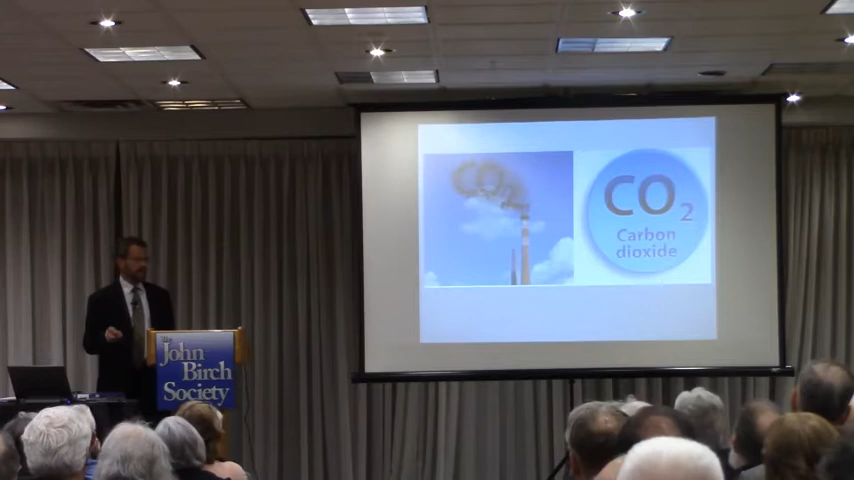 CO2
CO2
Carbon
dioxide
The
John
Birch
Society